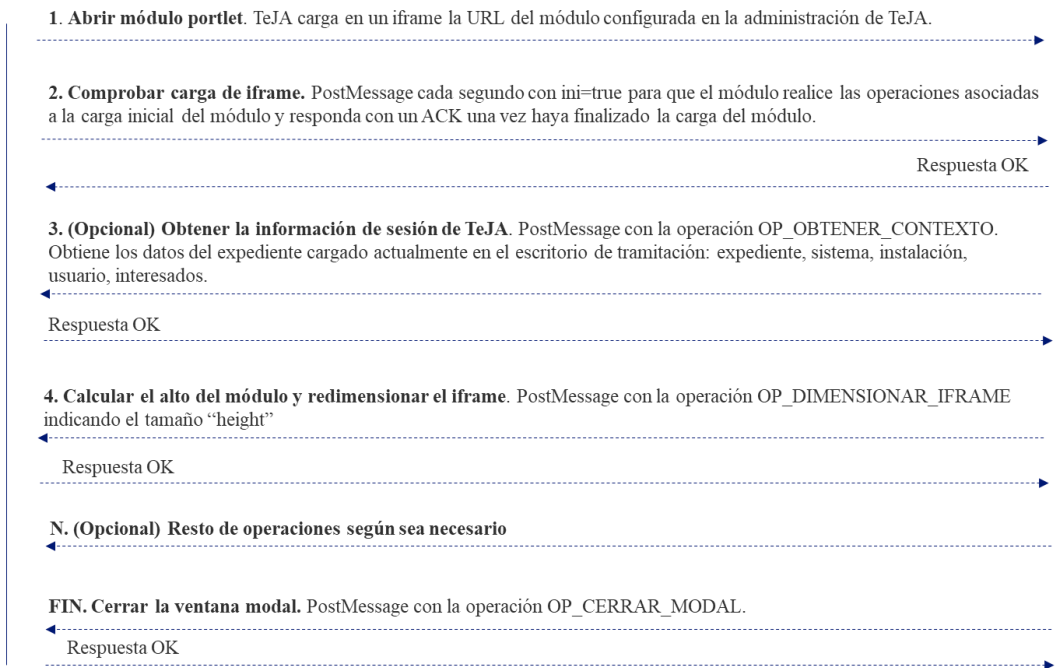 1. Abrir módulo portlet. TeJA carga en un iframe la URL del módulo configurada en la administración de TeJA.
2. Comprobar carga de iframe. PostMessage cada segundo con ini=true para que el módulo realice las operaciones asociadas
a la carga inicial del módulo y responda con un ACK una vez haya finalizado la carga del módulo.
Respuesta OK
3. (Opcional) Obtener la información de sesión de TeJA. PostMessage con la operación OP_OBTENER_CONTEXTO.
Obtiene los datos del expediente cargado actualmente en el escritorio de tramitación: expediente, sistema, instalación,
usuario, interesados.
Respuesta OK
4. Calcular el alto del módulo y redimensionar el iframe. PostMessage con la operación OP_DIMENSIONAR_IFRAME
indicando el tamaño “height”
Respuesta OK
N. (Opcional) Resto de operaciones según sea necesario
FIN. Cerrar la ventana modal. PostMessage con la operación OP_CERRAR_MODAL.
Respuesta OK